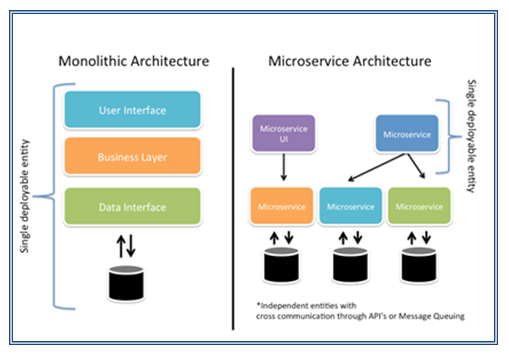 Monolithic Architecture
Single deployable entity
User Interface
Business Layer
Data Interface
Microservice Architecture
Single deployable entity
Microservice
UI
Microservice
Microservice
Microservice
Microservice
*Independent entities with
cross communication through API's or Message Queuing